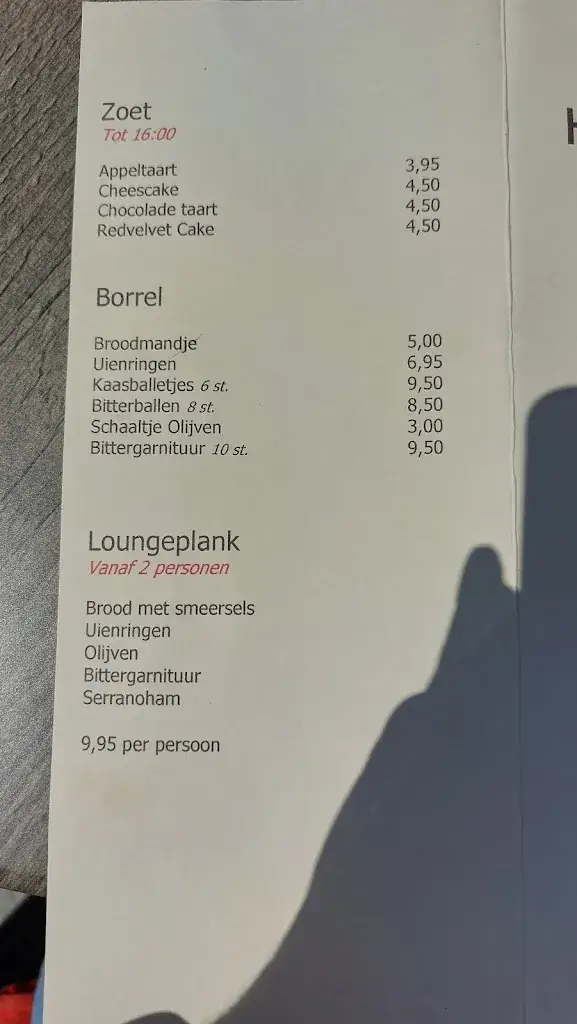 Zoet
Tot 16:00
Appeltaart 3,95
Cheescake 4,50
Chocolade taart 4,50
Redvelvet Cake 4,50
Borrel
Broodmandje 5,00
Uienringen 6,95
Kaasballetjes 6 st. 9,50
Bitterballen 8 st. 8,50
Schaaltje Olijven 3,00
Bittergarnituur 10 st. 9,50
Loungeplank
Vanaf 2 personen
Brood met smeersels
Uienringen
Olijven
Bittergarnituur
Serranoham
9,95 per persoon